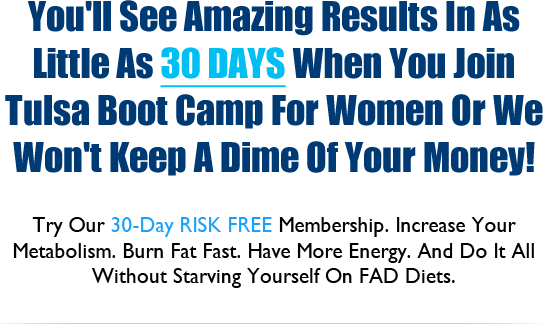 You'll See Amazing Results In As
Little As 30 DAYS When You Join
Tulsa Boot Camp For Women Or We
Won't Keep A Dime Of Your Money!
Try Our 30-Day RISK FREE Membership. Increase Your
Metabolism. Burn Fat Fast. Have More Energy. And Do It All
Without Starving Yourself On FAD Diets.